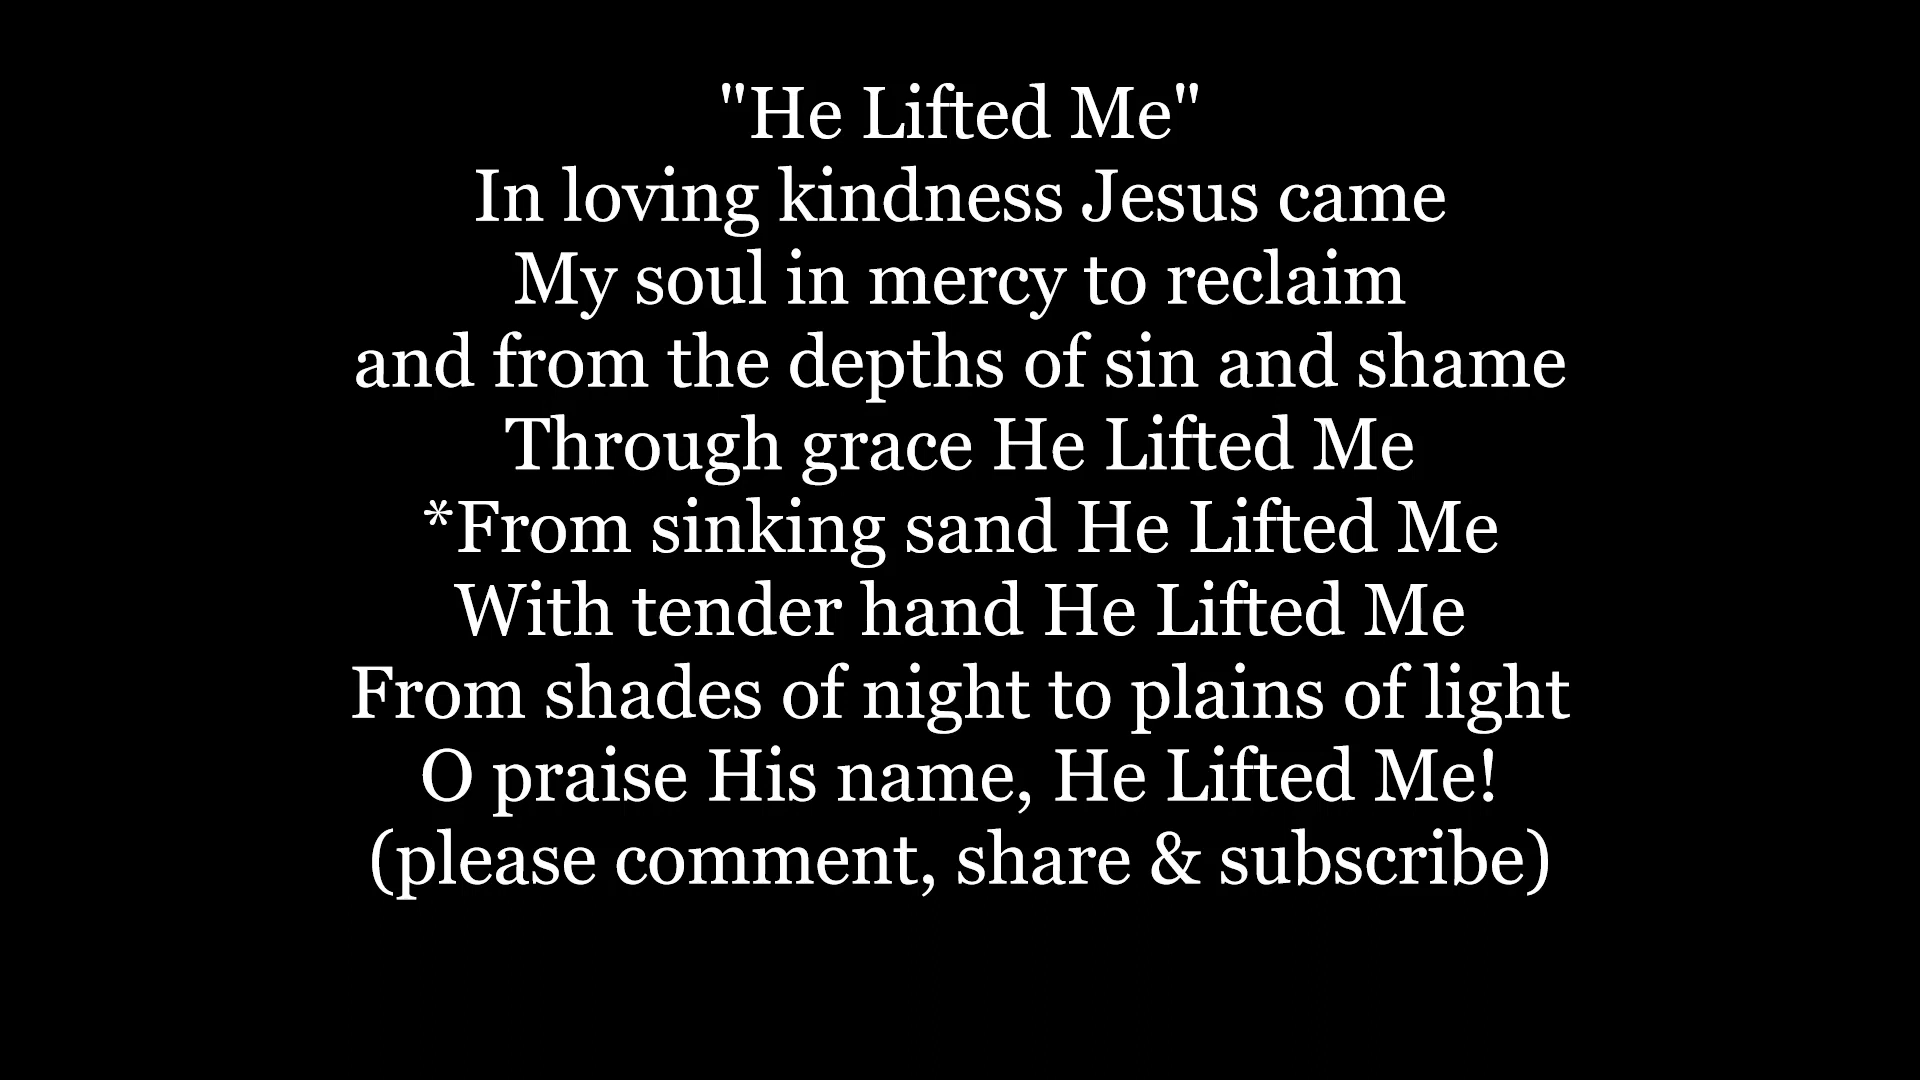 "He Lifted Me"
In loving kindness Jesus came
My soul in mercy to reclaim
and from the depths of sin and shame
Through grace He Lifted Me
*From sinking sand He Lifted Me
With tender hand He Lifted Me
From shades of night to plains of light
O praise His name, He Lifted Me!
(please comment, share & subscribe)